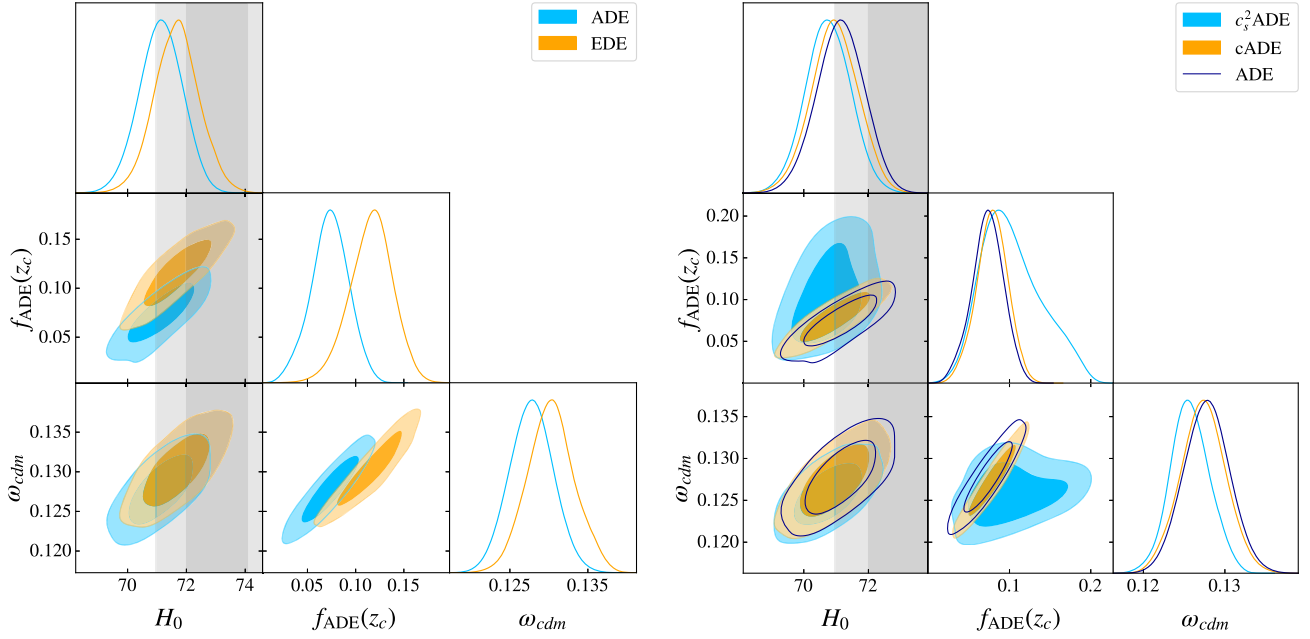 ADE
EDE
f_ADE(z_c)
0.15
0.10
0.05
ω_cdm
0.135
0.130
0.125
0.120
70 72 74
0.05 0.10 0.15
0.125 0.135
H_0
f_ADE(z_c)
ω_cdm
c_s^2ADE
cADE
ADE
f_ADE(z_c)
0.20
0.15
0.10
0.05
ω_cdm
0.135
0.130
0.125
0.120
70 72
0.1 0.2
0.12 0.13
H_0
f_ADE(z_c)
ω_cdm